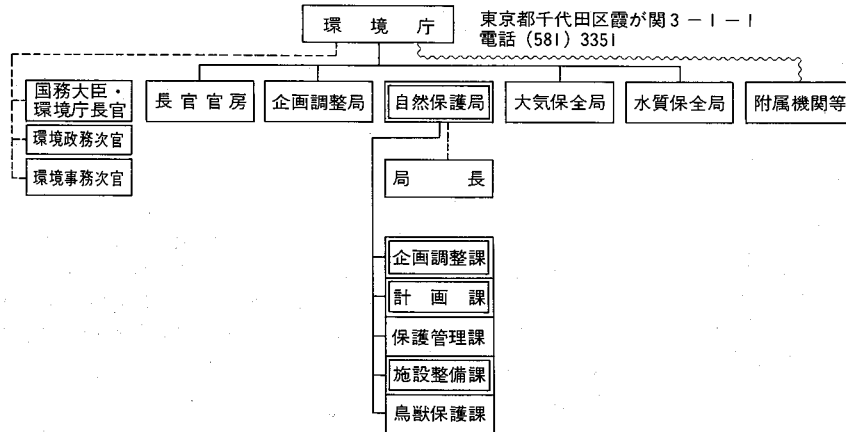 環境庁
東京都千代田区霞が関3-1-1
電話 (581) 3351
国務大臣・
環境庁長官
環境政務次官
環境事務次官
長官官房
企画調整局
自然保護局
大気保全局
水質保全局
附属機関等
局長
企画調整課
計画課
保護管理課
施設整備課
鳥獣保護課